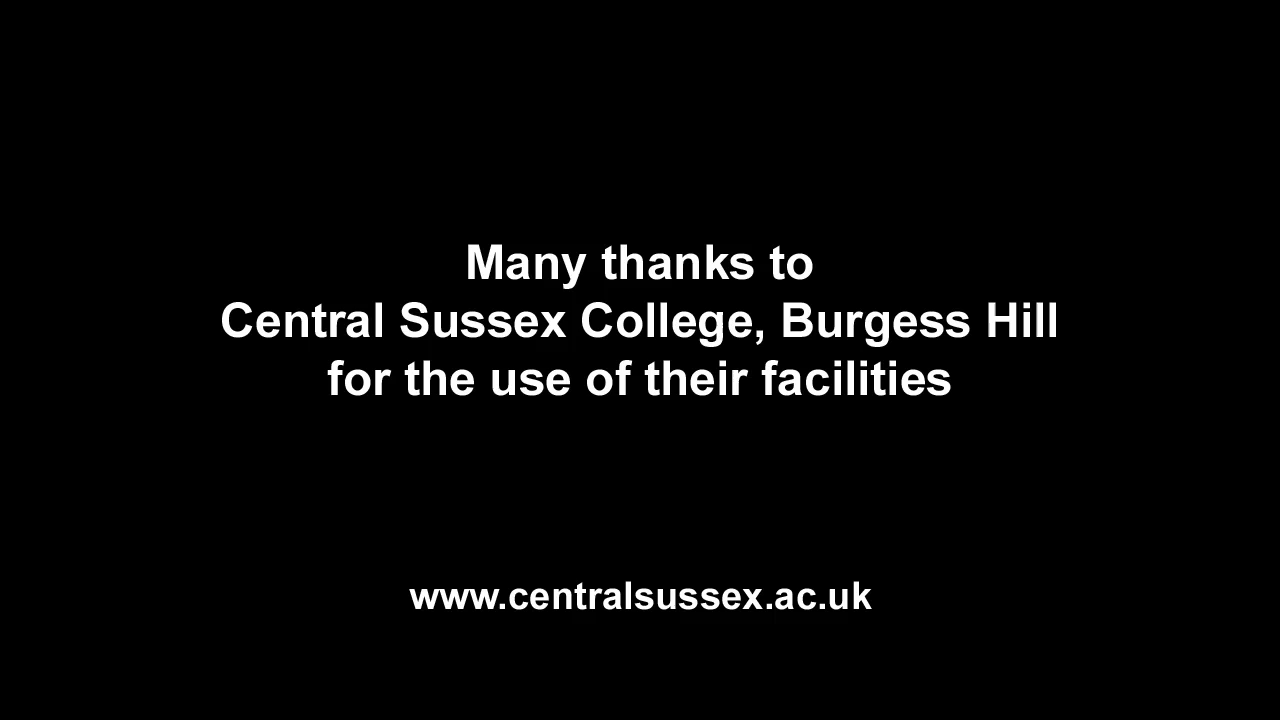 Many thanks to
Central Sussex College, Burgess Hill
for the use of their facilities
www.centralsussex.ac.uk